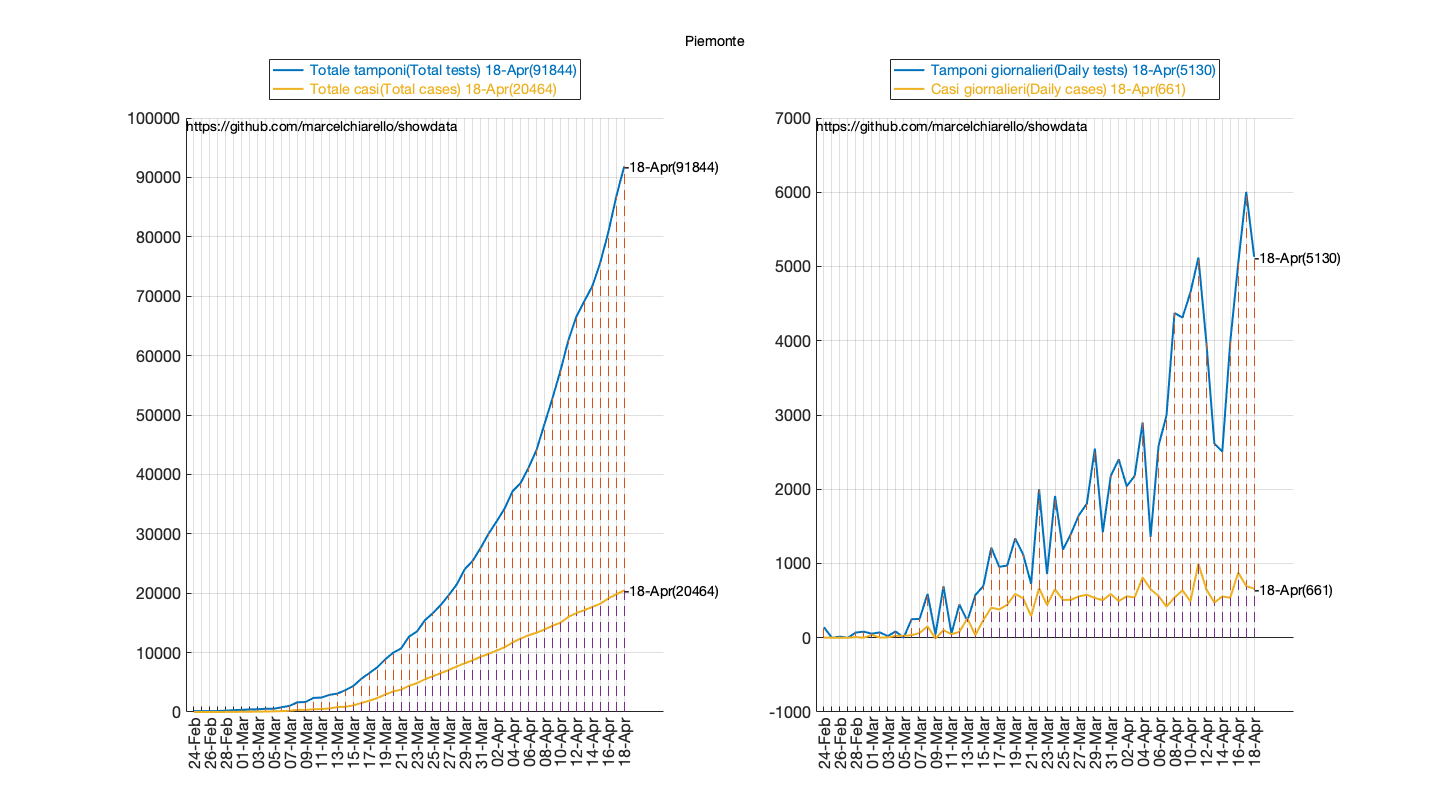 Piemonte
Totale tamponi(Total tests) 18-Apr(91844)
Totale casi(Total cases) 18-Apr(20464)
100000
https://github.com/marcelchiarello/showdata
90000
80000
70000
60000
50000
40000
30000
20000
10000
0
18-Apr(91844)
18-Apr(20464)
24-Feb
26-Feb
28-Feb
01-Mar
03-Mar
05-Mar
07-Mar
09-Mar
11-Mar
13-Mar
15-Mar
17-Mar
19-Mar
21-Mar
23-Mar
25-Mar
27-Mar
29-Mar
31-Mar
02-Apr
04-Apr
06-Apr
08-Apr
10-Apr
12-Apr
14-Apr
16-Apr
18-Apr
Tamponi giornalieri(Daily tests) 18-Apr(5130)
Casi giornalieri(Daily cases) 18-Apr(661)
7000
https://github.com/marcelchiarello/showdata
6000
5000
4000
3000
2000
1000
0
-1000
18-Apr(5130)
18-Apr(661)
24-Feb
26-Feb
28-Feb
01-Mar
03-Mar
05-Mar
07-Mar
09-Mar
11-Mar
13-Mar
15-Mar
17-Mar
19-Mar
21-Mar
23-Mar
25-Mar
27-Mar
29-Mar
31-Mar
02-Apr
04-Apr
06-Apr
08-Apr
10-Apr
12-Apr
14-Apr
16-Apr
18-Apr